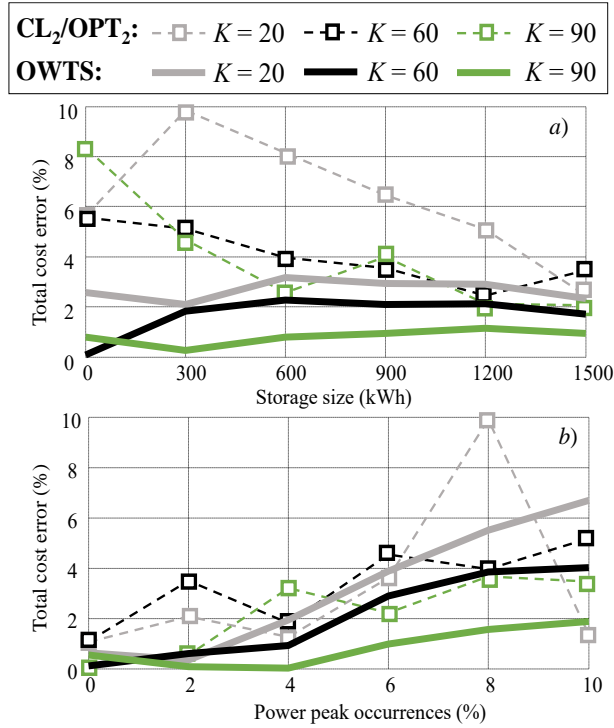 CL₂/OPT₂: K = 20 K = 60 K = 90
OWTS: K = 20 K = 60 K = 90
a)
10
8
6
4
2
0
Total cost error (%)
0 300 600 900 1200 1500
Storage size (kWh)
b)
10
8
6
4
2
0
Total cost error (%)
0 2 4 6 8 10
Power peak occurrences (%)